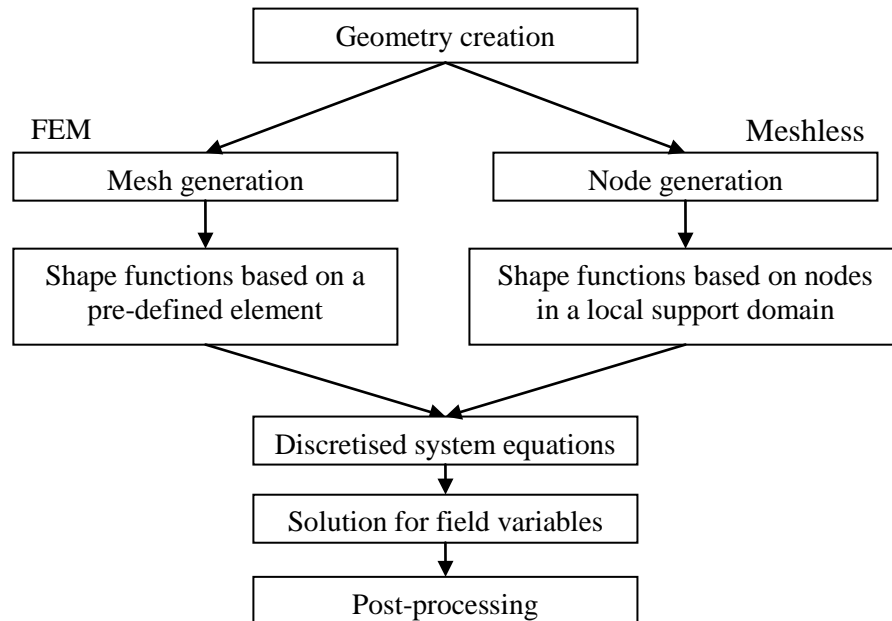 Geometry creation
FEM
Meshless
Mesh generation
Node generation
Shape functions based on a
pre-defined element
Shape functions based on nodes
in a local support domain
Discretised system equations
Solution for field variables
Post-processing